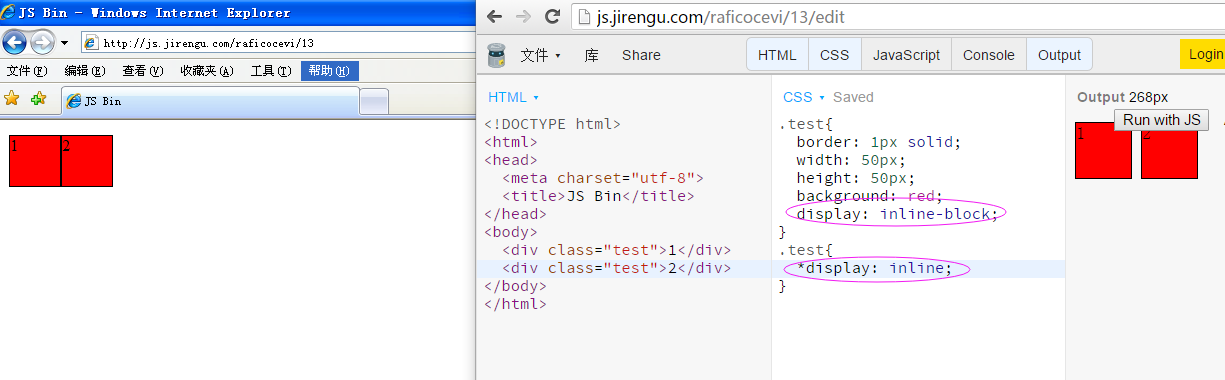 JS Bin - Windows Internet Explorer
http://js.jirengu.com/raficocevi/13
文件(F) 编辑(E) 查看(V) 收藏夹(A) 工具(T) 帮助(H)
JS Bin
1 2
js.jirengu.com/raficocevi/13/edit
文件 库 Share HTML CSS JavaScript Console Output Login
HTML
<!DOCTYPE html>
<html>
<head>
<meta charset="utf-8">
<title>JS Bin</title>
</head>
<body>
<div class="test">1</div>
<div class="test">2</div>
</body>
</html>
CSS Saved
.test{
border: 1px solid;
width: 50px;
height: 50px;
background: red;
display: inline-block;
}
.test{
*display: inline;
}
Output 268px
Run with JS
1 2